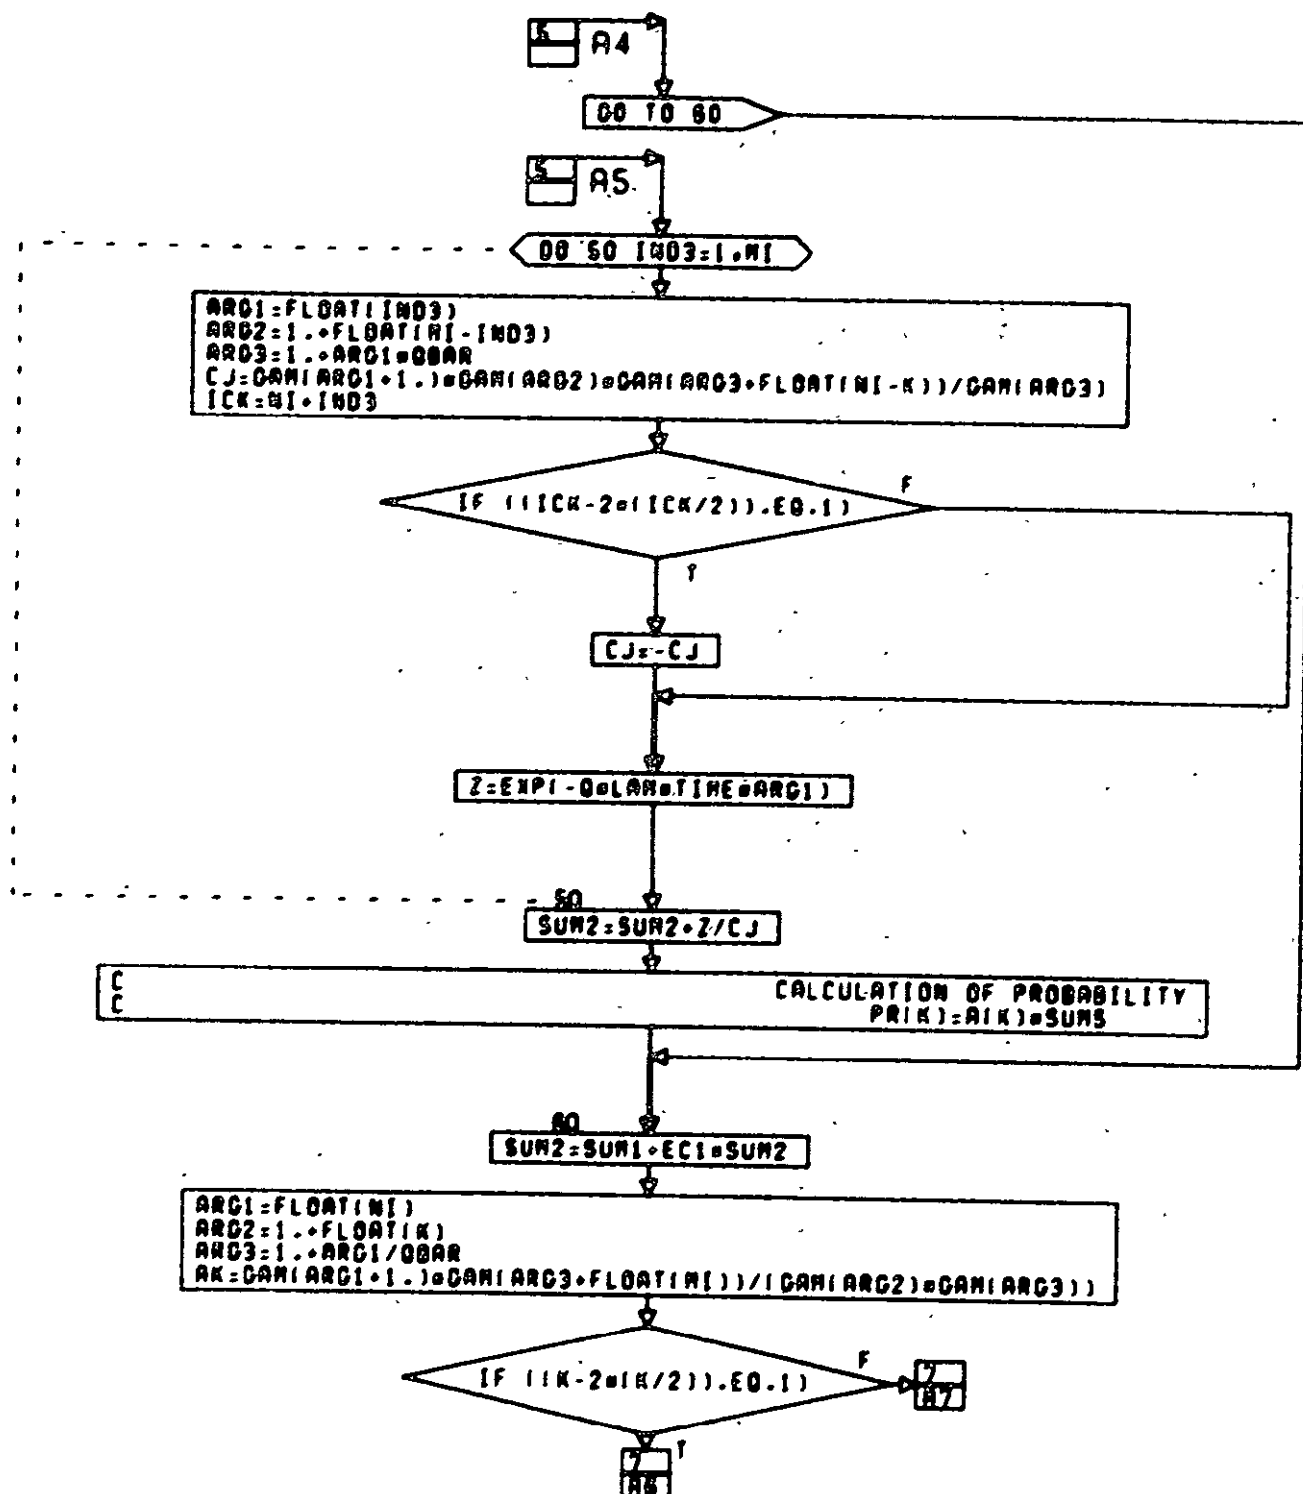 5
A4
GO TO 60
5
A5
DO 50 IND3=1,NI
ARG1=FLOAT(IND3)
ARG2=1.+FLOAT(NI-IND3)
ARG3=1.+ARG1*QBAR
CJ=GAM(ARG1+1.)*GAM(ARG2)*GAM(ARG3+FLOAT(NI-K))/GAM(ARG3)
ICK=NI+IND3
F
IF ((ICK-2*(ICK/2)).EQ.1)
T
CJ=-CJ
Z=EXP(-Q*LAM*TIME*ARG1)
50
SUM2=SUM2+Z/CJ
C CALCULATION OF PROBABILITY
C PR(K)=A(K)*SUMS
60
SUM2=SUM1+EC1*SUM2
ARG1=FLOAT(NI)
ARG2=1.+FLOAT(K)
ARG3=1.+ARG1/QBAR
AK=GAM(ARG1+1.)*GAM(ARG3+FLOAT(NI))/(GAM(ARG2)*GAM(ARG3))
F
IF ((K-2*(K/2)).EQ.1)
7
A7
T
7
A6